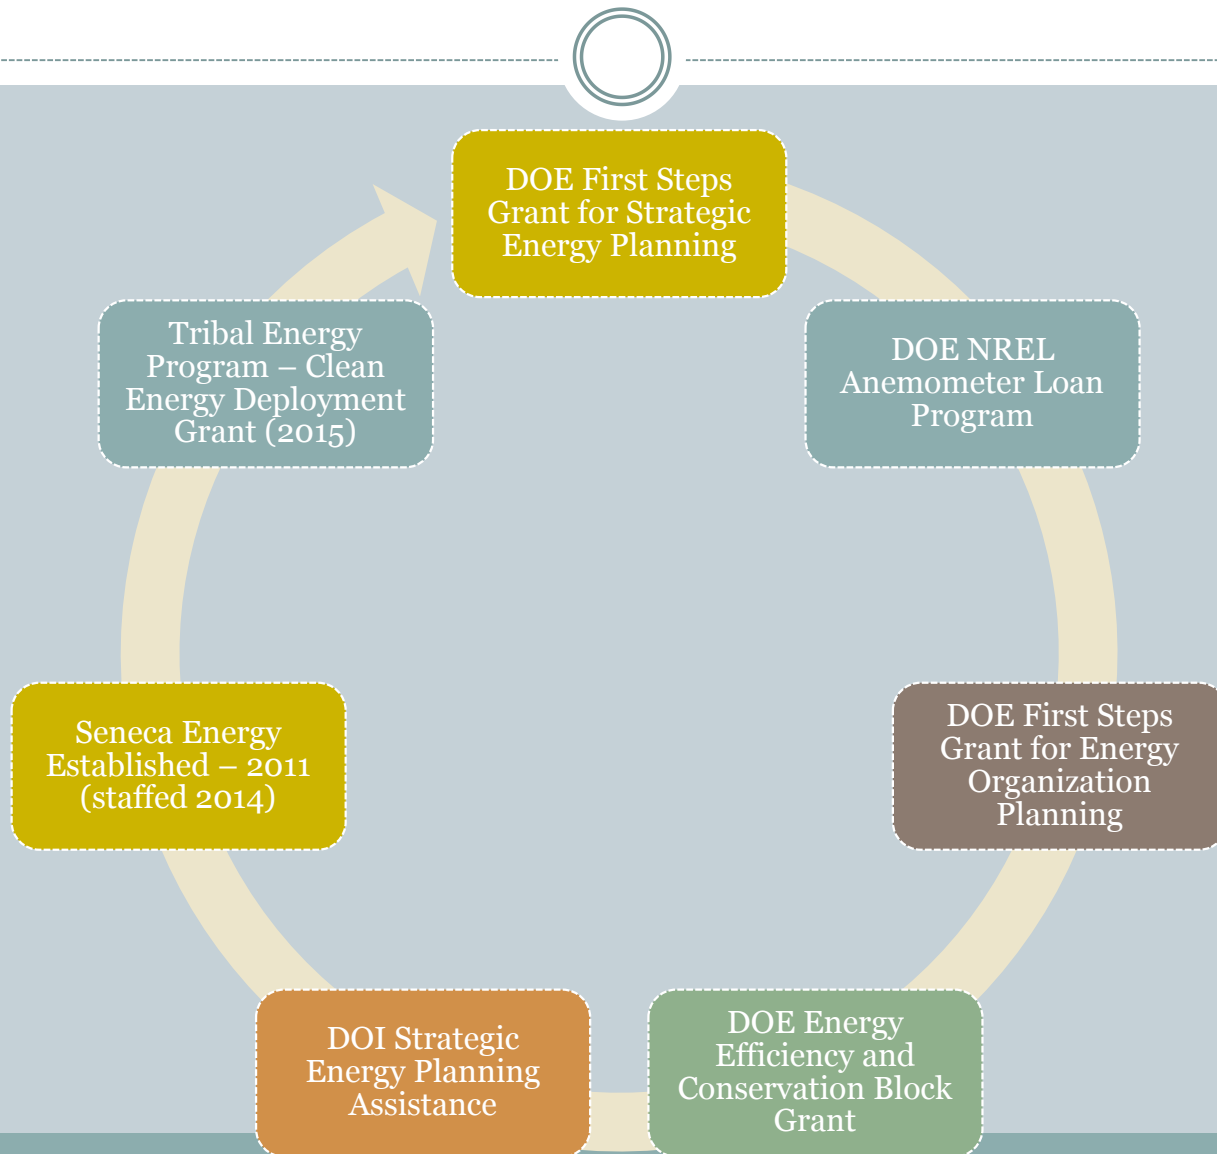 DOE First Steps
Grant for Strategic
Energy Planning
DOE NREL
Anemometer Loan
Program
DOE First Steps
Grant for Energy
Organization
Planning
DOE Energy
Efficiency and
Conservation Block
Grant
DOI Strategic
Energy Planning
Assistance
Seneca Energy
Established – 2011
(staffed 2014)
Tribal Energy
Program – Clean
Energy Deployment
Grant (2015)